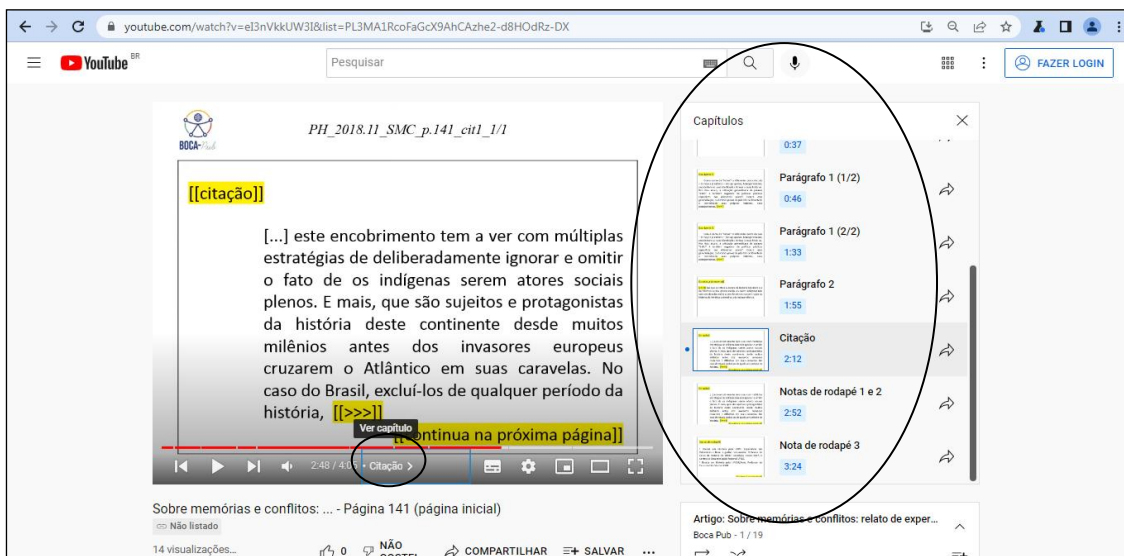 youtube.com/watch?v=eI3nVkkUW3I&list=PL3MA1RcoFaGcX9AhCAzhe2-d8HOdRz-DX
YouTube BR
Pesquisar
FAZER LOGIN
BOCA-Pub
PH_2018.11_SMC_p.141_cit1_1/1
[[citação]]
[...] este encobrimento tem a ver com múltiplas
estratégias de deliberadamente ignorar e omitir
o fato de os indígenas serem atores sociais
plenos. E mais, que são sujeitos e protagonistas
da história deste continente desde muitos
milênios antes dos invasores europeus
cruzarem o Atlântico em suas caravelas. No
caso do Brasil, excluí-los de qualquer período da
história, [[>>>]]
[[continua na próxima página]]
Ver capítulo
2:48 / 4:05 • Citação >
Sobre memórias e conflitos: ... - Página 141 (página inicial)
Não listado
14 visualizações...
0
NÃO
COMPARTILHAR
SALVAR
...
Capítulos
0:37
Parágrafo 1 (1/2)
0:46
Parágrafo 1 (2/2)
1:33
Parágrafo 2
1:55
Citação
2:12
Notas de rodapé 1 e 2
2:52
Nota de rodapé 3
3:24
Artigo: Sobre memórias e conflitos: relato de exper...
Boca Pub - 1 / 19